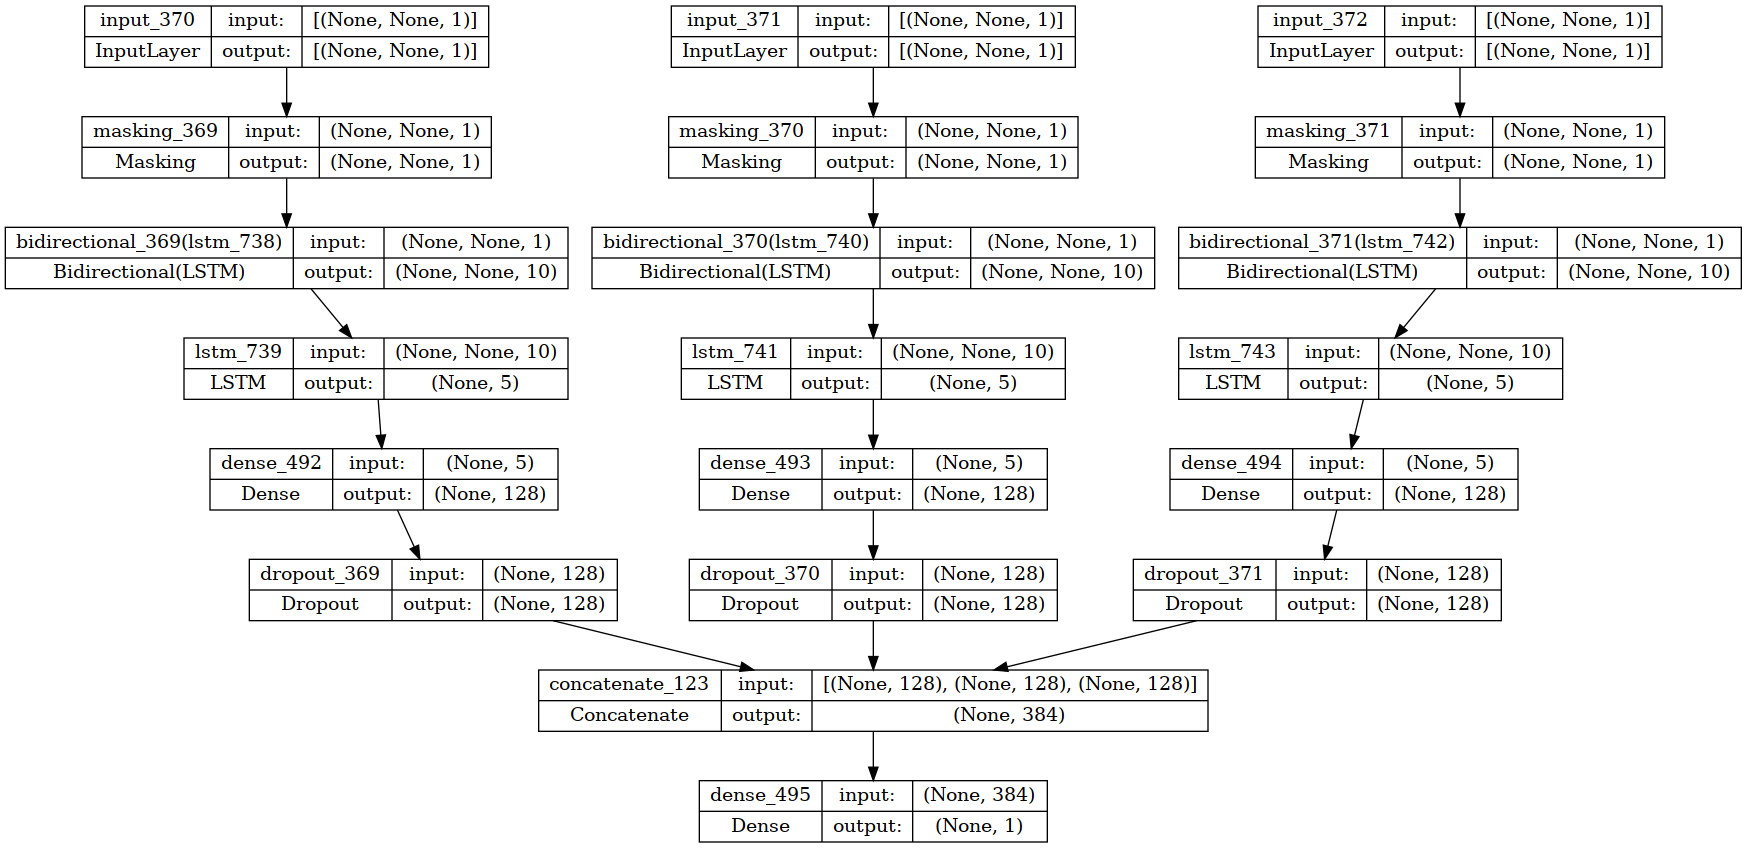 input_370 input: [(None, None, 1)]
InputLayer output: [(None, None, 1)]
input_371 input: [(None, None, 1)]
InputLayer output: [(None, None, 1)]
input_372 input: [(None, None, 1)]
InputLayer output: [(None, None, 1)]
masking_369 input: (None, None, 1)
Masking output: (None, None, 1)
masking_370 input: (None, None, 1)
Masking output: (None, None, 1)
masking_371 input: (None, None, 1)
Masking output: (None, None, 1)
bidirectional_369(lstm_738) input: (None, None, 1)
Bidirectional(LSTM) output: (None, None, 10)
bidirectional_370(lstm_740) input: (None, None, 1)
Bidirectional(LSTM) output: (None, None, 10)
bidirectional_371(lstm_742) input: (None, None, 1)
Bidirectional(LSTM) output: (None, None, 10)
lstm_739 input: (None, None, 10)
LSTM output: (None, 5)
lstm_741 input: (None, None, 10)
LSTM output: (None, 5)
lstm_743 input: (None, None, 10)
LSTM output: (None, 5)
dense_492 input: (None, 5)
Dense output: (None, 128)
dense_493 input: (None, 5)
Dense output: (None, 128)
dense_494 input: (None, 5)
Dense output: (None, 128)
dropout_369 input: (None, 128)
Dropout output: (None, 128)
dropout_370 input: (None, 128)
Dropout output: (None, 128)
dropout_371 input: (None, 128)
Dropout output: (None, 128)
concatenate_123 input: [(None, 128), (None, 128), (None, 128)]
Concatenate output: (None, 384)
dense_495 input: (None, 384)
Dense output: (None, 1)